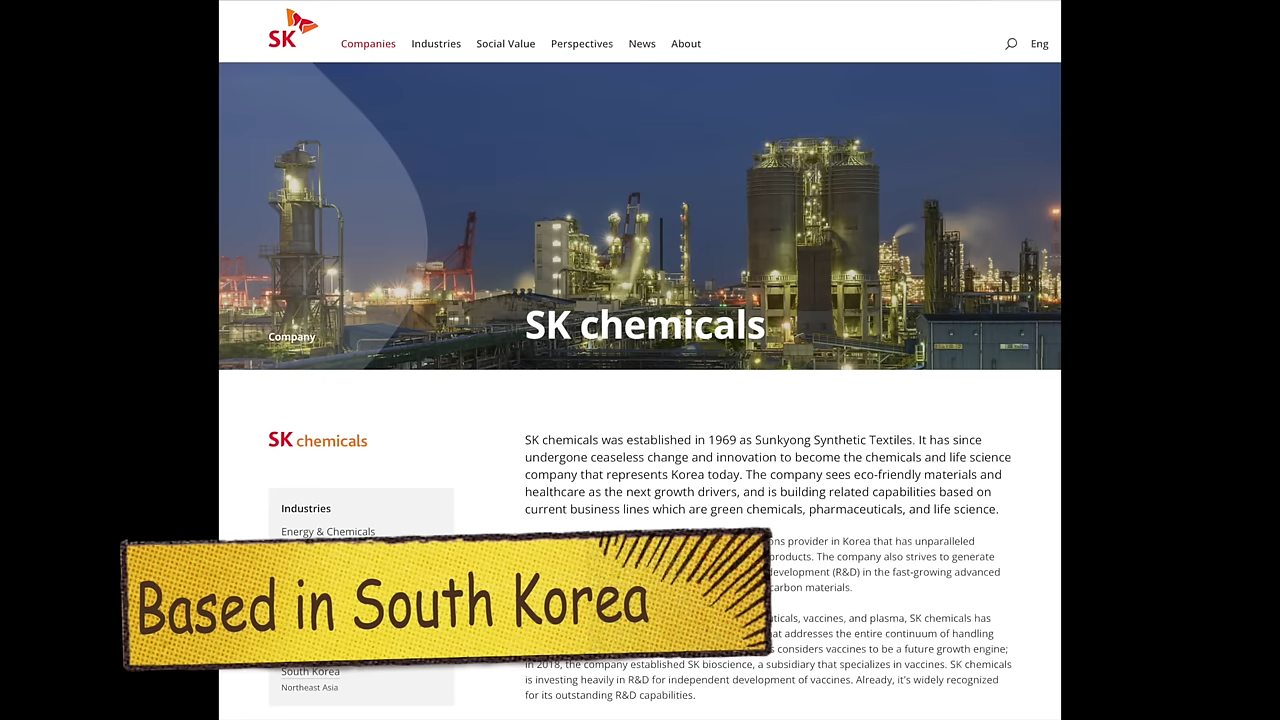 SK
Companies Industries Social Value Perspectives News About
Eng
Company
SK chemicals
SK chemicals
SK chemicals was established in 1969 as Sunkyong Synthetic Textiles. It has since
undergone ceaseless change and innovation to become the chemicals and life science
company that represents Korea today. The company sees eco-friendly materials and
healthcare as the next growth drivers, and is building related capabilities based on
current business lines which are green chemicals, pharmaceuticals, and life science.
Industries
Energy & Chemicals
provider in Korea that has unparalleled
products. The company also strives to generate
development (R&D) in the fast-growing advanced
carbon materials.
Based in South Korea
vaccines, and plasma, SK chemicals has
that addresses the entire continuum of handling
considers vaccines to be a future growth engine;
in 2018, the company established SK bioscience, a subsidiary that specializes in vaccines. SK chemicals
is investing heavily in R&D for independent development of vaccines. Already, it's widely recognized
for its outstanding R&D capabilities.
South Korea
Northeast Asia